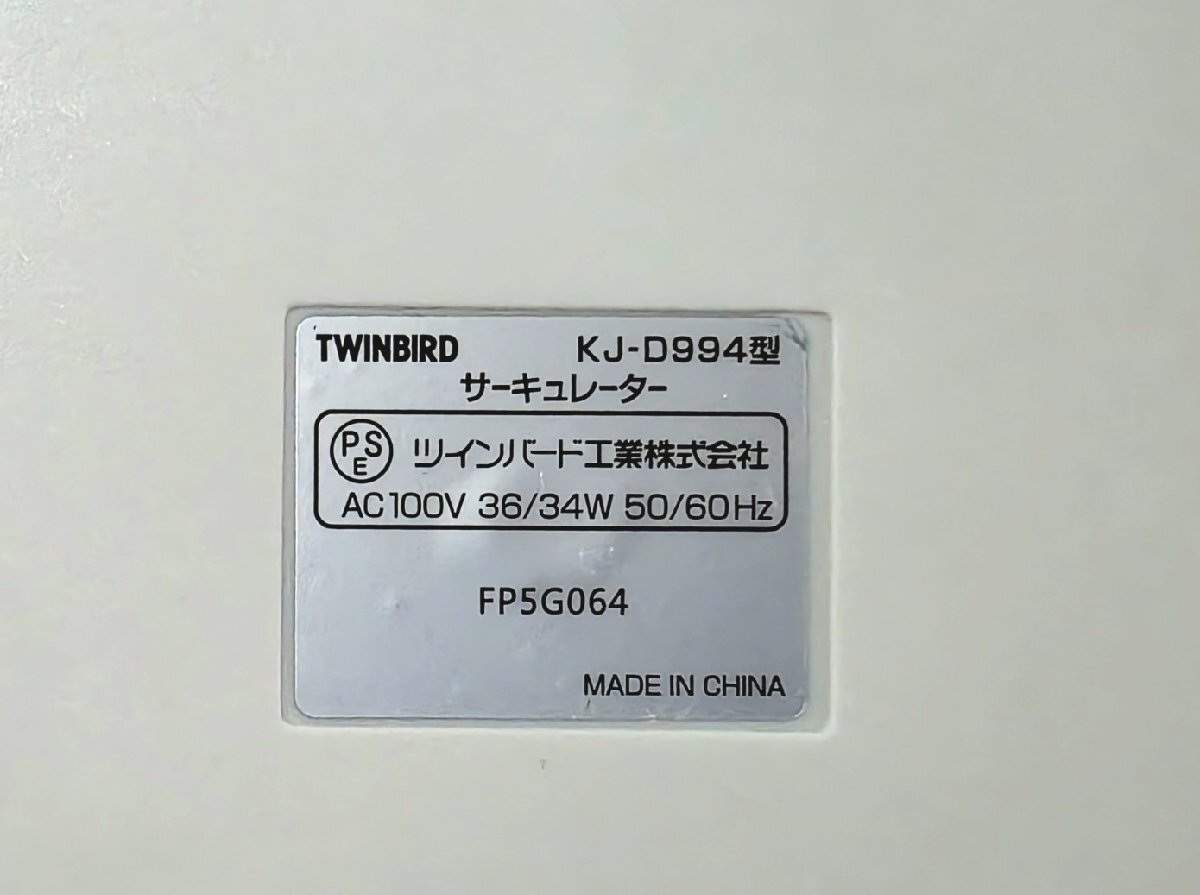 TWINBIRD KJ-D994型
サーキュレーター
PSE ツインバード工業株式会社
AC100V 36/34W 50/60Hz
FP5G064
MADE IN CHINA